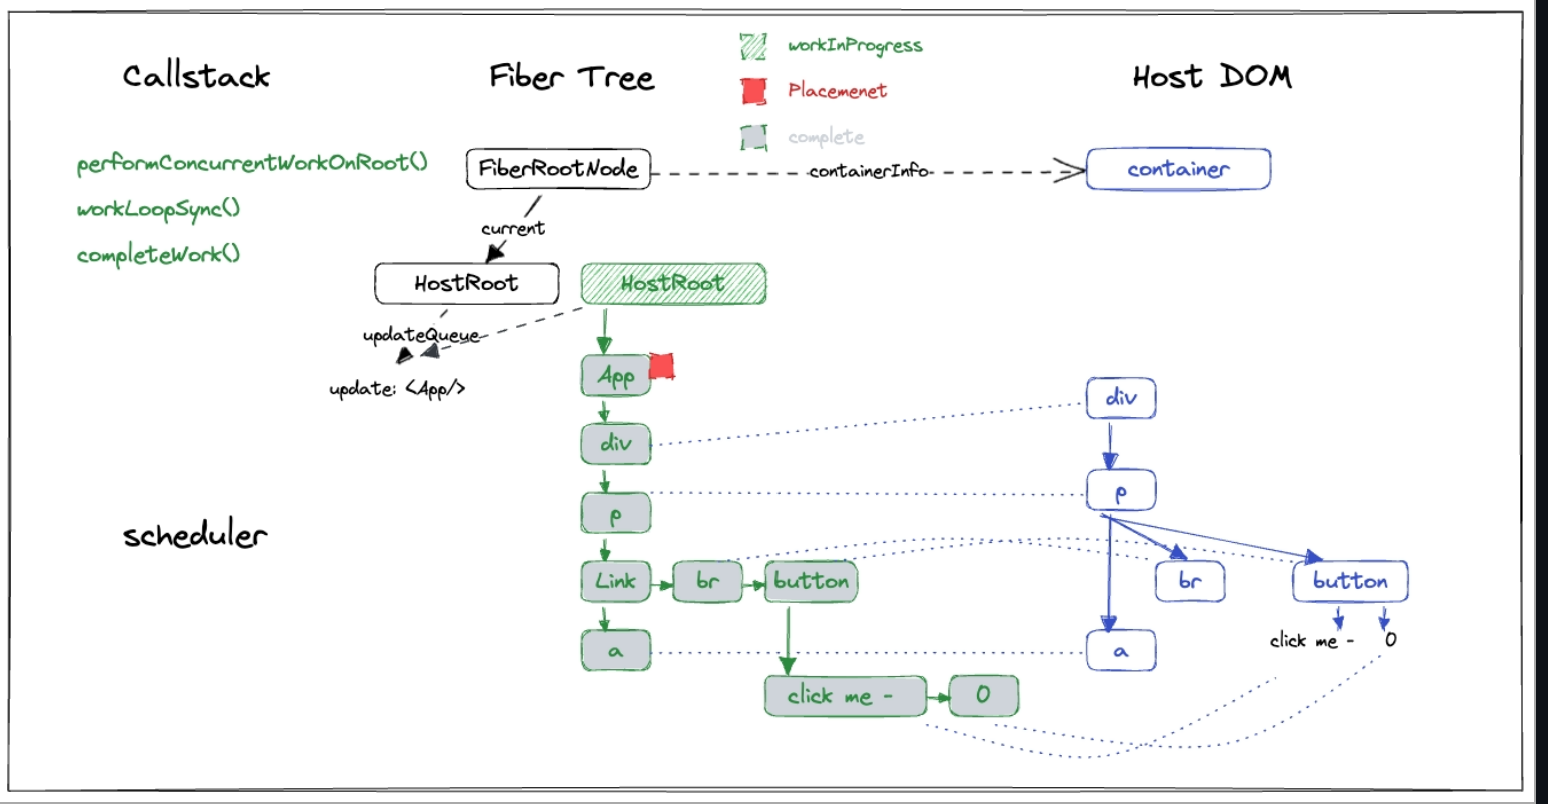 workInProgress
Callstack
Fiber Tree
Placemenet
Host DOM
complete
performConcurrentWorkOnRoot()
FiberRootNode
containerInfo
container
workLoopSync()
current
completeWork()
HostRoot
HostRoot
updateQueue
update: <App/>
App
div
div
p
p
scheduler
Link
br
button
br
button
click me -
0
a
a
click me -
0